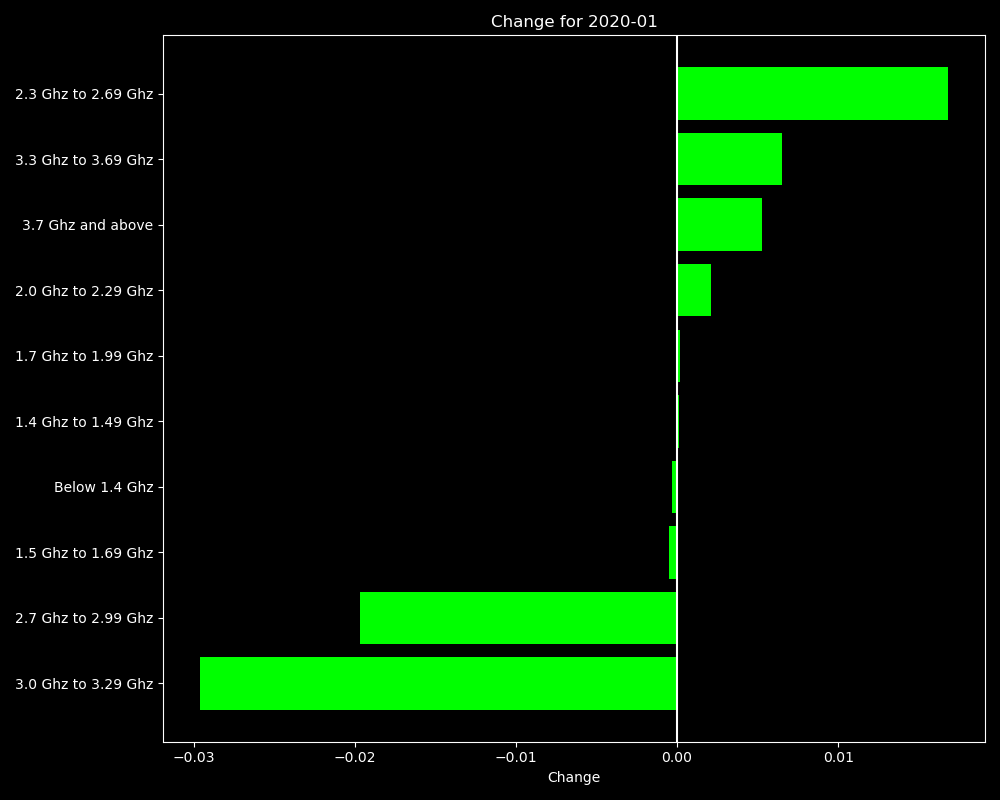 Change for 2020-01
2.3 Ghz to 2.69 Ghz
3.3 Ghz to 3.69 Ghz
3.7 Ghz and above
2.0 Ghz to 2.29 Ghz
1.7 Ghz to 1.99 Ghz
1.4 Ghz to 1.49 Ghz
Below 1.4 Ghz
1.5 Ghz to 1.69 Ghz
2.7 Ghz to 2.99 Ghz
3.0 Ghz to 3.29 Ghz
−0.03 −0.02 −0.01 0.00 0.01
Change